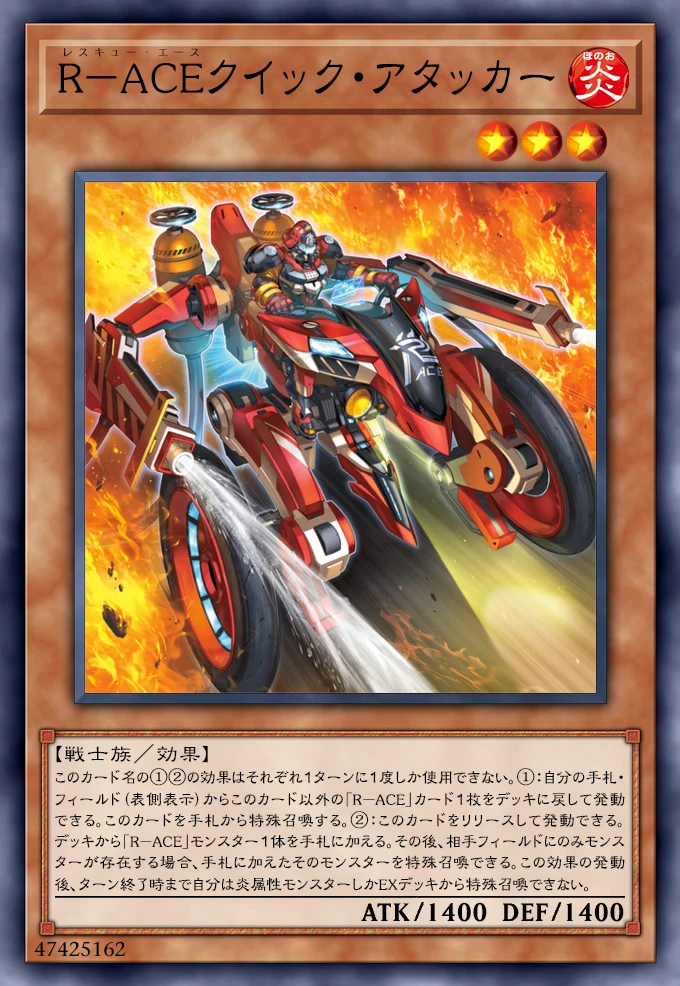 レスキュー・エース
R－ACEクイック・アタッカー
ほのお
炎
ACE
【戦士族／効果】
このカード名の①②の効果はそれぞれ1ターンに1度しか使用できない。①：自分の手札・
フィールド(表側表示)からこのカード以外の「R－ACE」カード1枚をデッキに戻して発動
できる。このカードを手札から特殊召喚する。②：このカードをリリースして発動できる。
デッキから「R－ACE」モンスター1体を手札に加える。その後、相手フィールドにのみモン
スターが存在する場合、手札に加えたそのモンスターを特殊召喚できる。この効果の発動
後、ターン終了時まで自分は炎属性モンスターしかEXデッキから特殊召喚できない。
ATK/1400 DEF/1400
47425162